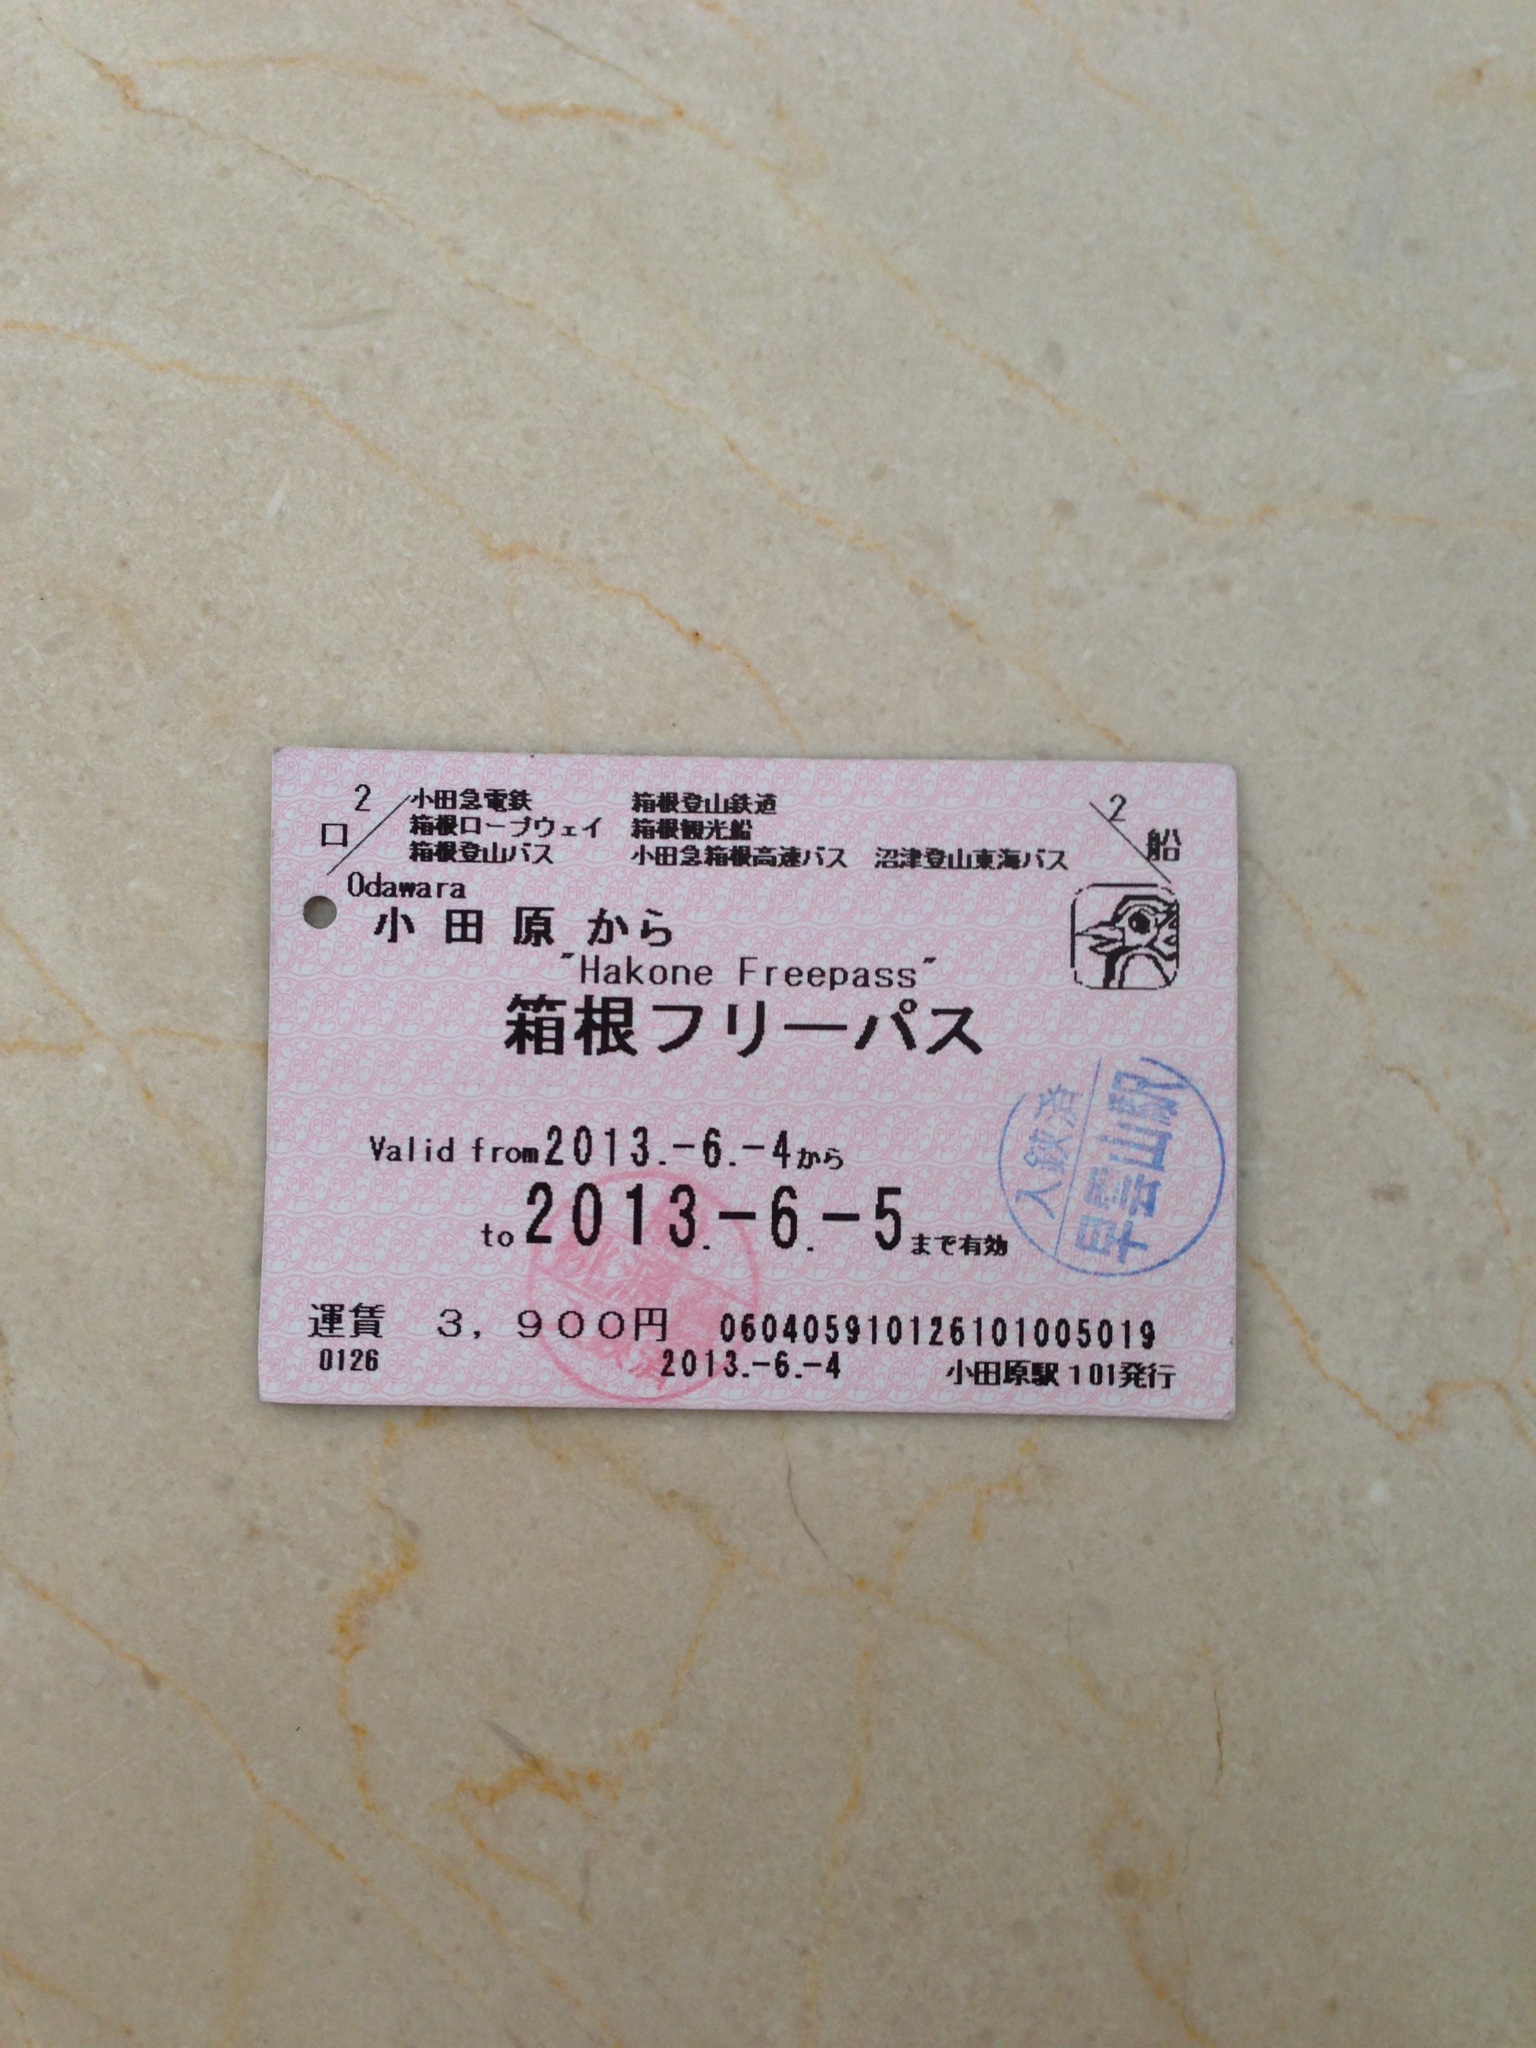 2 小田急電鉄 箱根登山鉄道 2
口 箱根ロープウェイ 箱根観光船 船
箱根登山バス 小田急箱根高速バス 沼津登山東海バス
Odawara
小田原から
"Hakone Freepass"
箱根フリーパス
Valid from 2013.-6.-4から
to 2013.-6.-5まで有効
入鋏済
早雲山駅
運賃 3,900円 060405910126101005019
0126 2013.-6.-4 小田原駅101発行